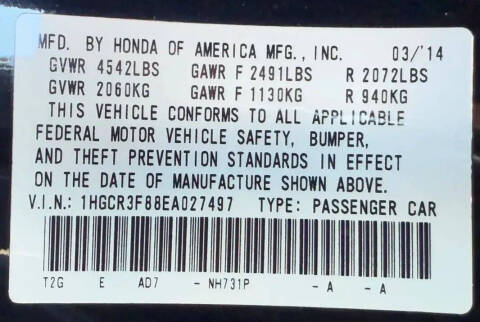 MFD. BY HONDA OF AMERICA MFG., INC. 03/'14
GVWR 4542LBS GAWR F 2491LBS R 2072LBS
GVWR 2060KG GAWR F 1130KG R 940KG
THIS VEHICLE CONFORMS TO ALL APPLICABLE
FEDERAL MOTOR VEHICLE SAFETY, BUMPER,
AND THEFT PREVENTION STANDARDS IN EFFECT
ON THE DATE OF MANUFACTURE SHOWN ABOVE.
V.I.N.: 1HGCR3F88EA027497 TYPE: PASSENGER CAR
T2G E AD7 - NH731P - A - A